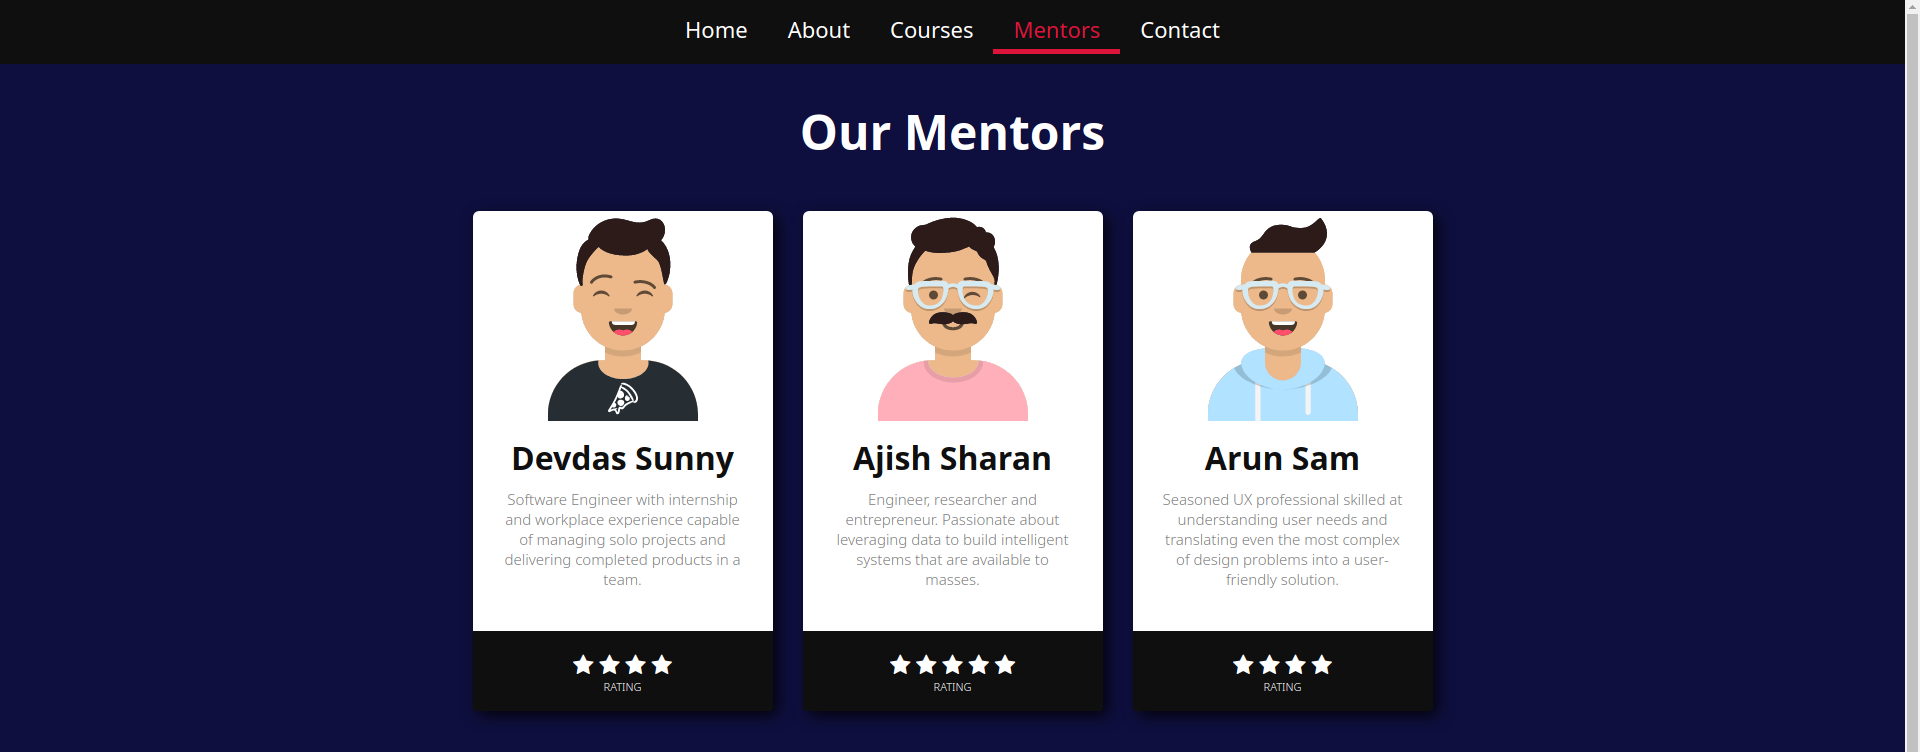 Home About Courses Mentors Contact
Our Mentors
Devdas Sunny
Software Engineer with internship
and workplace experience capable
of managing solo projects and
delivering completed products in a
team.
RATING
Ajish Sharan
Engineer, researcher and
entrepreneur. Passionate about
leveraging data to build intelligent
systems that are available to
masses.
RATING
Arun Sam
Seasoned UX professional skilled at
understanding user needs and
translating even the most complex
of design problems into a user-
friendly solution.
RATING